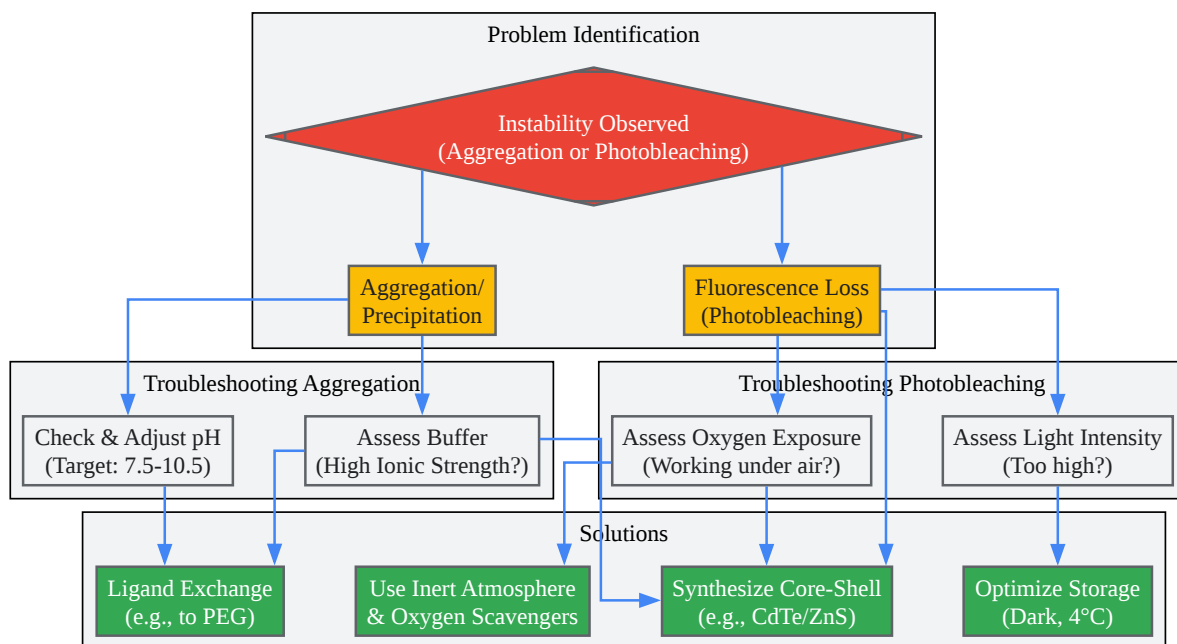 Problem Identification
Instability Observed
(Aggregation or Photobleaching)
Aggregation/
Precipitation
Fluorescence Loss
(Photobleaching)
Troubleshooting Aggregation
Troubleshooting Photobleaching
Check & Adjust pH
(Target: 7.5-10.5)
Assess Buffer
(High Ionic Strength?)
Assess Oxygen Exposure
(Working under air?)
Assess Light Intensity
(Too high?)
Solutions
Ligand Exchange
(e.g., to PEG)
Use Inert Atmosphere
& Oxygen Scavengers
Synthesize Core-Shell
(e.g., CdTe/ZnS)
Optimize Storage
(Dark, 4°C)